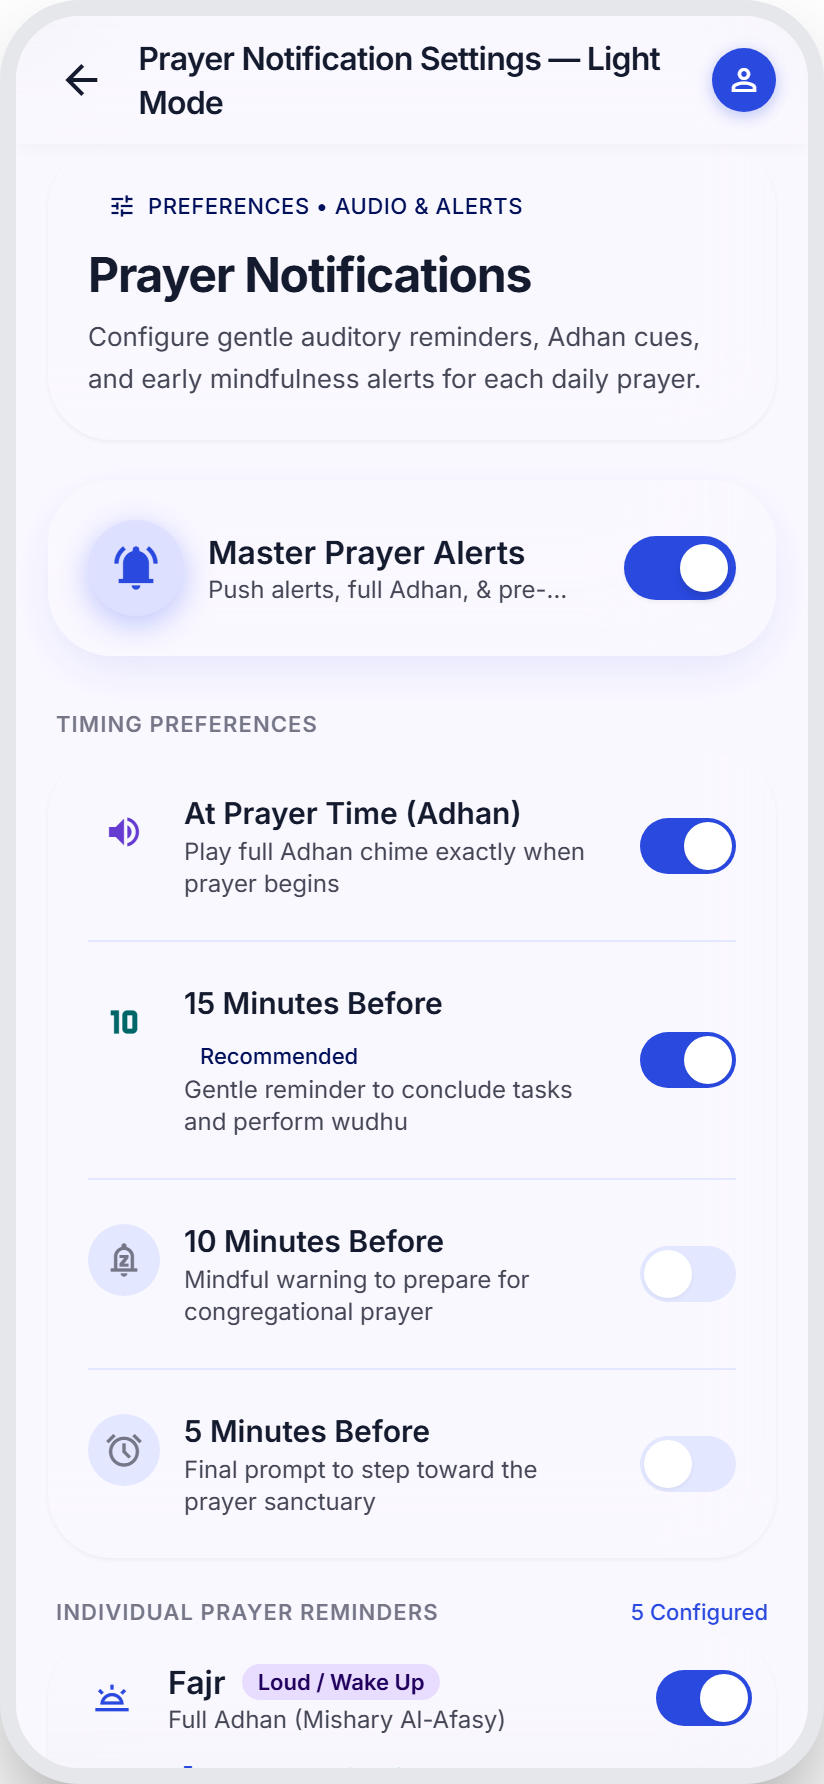 Prayer Notification Settings — Light
Mode
PREFERENCES • AUDIO & ALERTS
Prayer Notifications
Configure gentle auditory reminders, Adhan cues,
and early mindfulness alerts for each daily prayer.
Master Prayer Alerts
Push alerts, full Adhan, & pre-...
TIMING PREFERENCES
At Prayer Time (Adhan)
Play full Adhan chime exactly when
prayer begins
10
15 Minutes Before
Recommended
Gentle reminder to conclude tasks
and perform wudhu
10 Minutes Before
Mindful warning to prepare for
congregational prayer
5 Minutes Before
Final prompt to step toward the
prayer sanctuary
INDIVIDUAL PRAYER REMINDERS 5 Configured
Fajr Loud / Wake Up
Full Adhan (Mishary Al-Afasy)